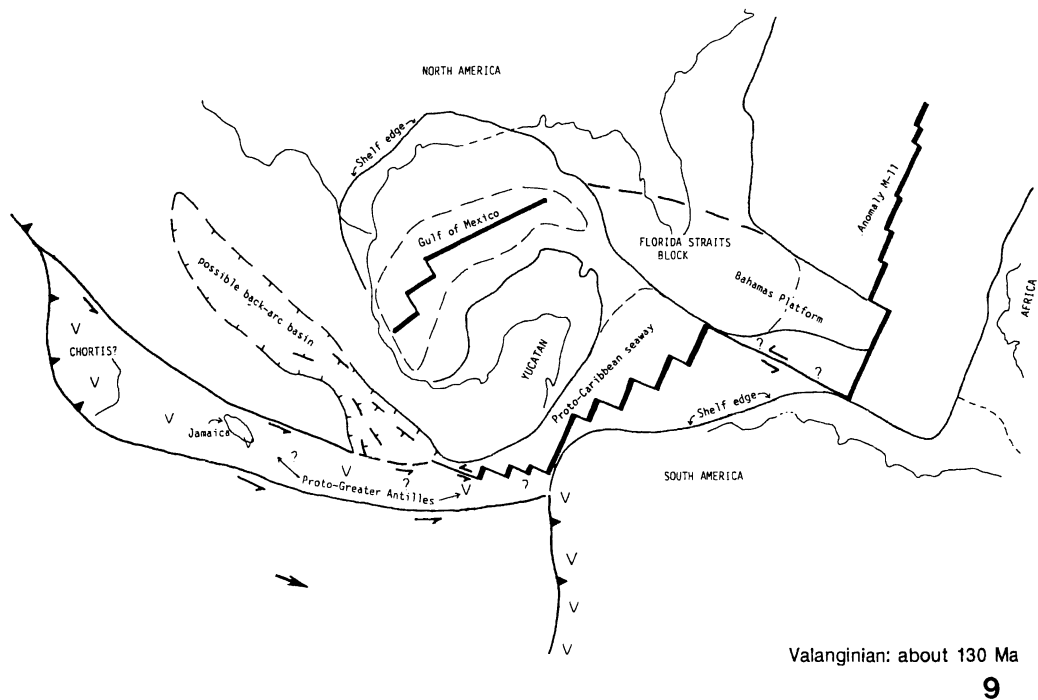 NORTH AMERICA
Shelf edge
Anomaly M-11
Gulf of Mexico
FLORIDA STRAITS
BLOCK
possible back-arc basin
Bahamas Platform
AFRICA
YUCATAN
Proto-Caribbean seaway
?
?
CHORTIS?
V
V
V
Shelf edge
Jamaica
?
V
?
Proto-Greater Antilles
V
?
SOUTH AMERICA
V
V
V
V
V
Valanginian: about 130 Ma
9